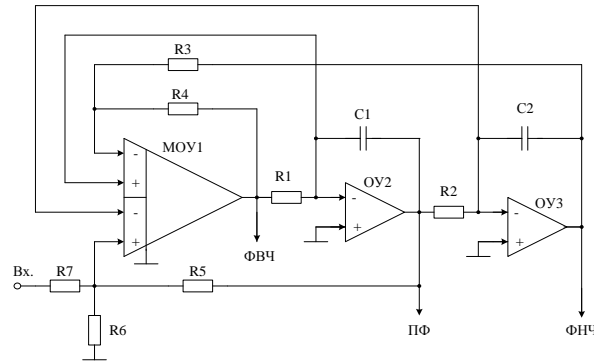 R3
R4
C1
C2
МОУ1
R1
ОУ2
R2
ОУ3
-
+
-
+
-
+
-
+
ФВЧ
Вх.
R7
R5
R6
ПФ
ФНЧ